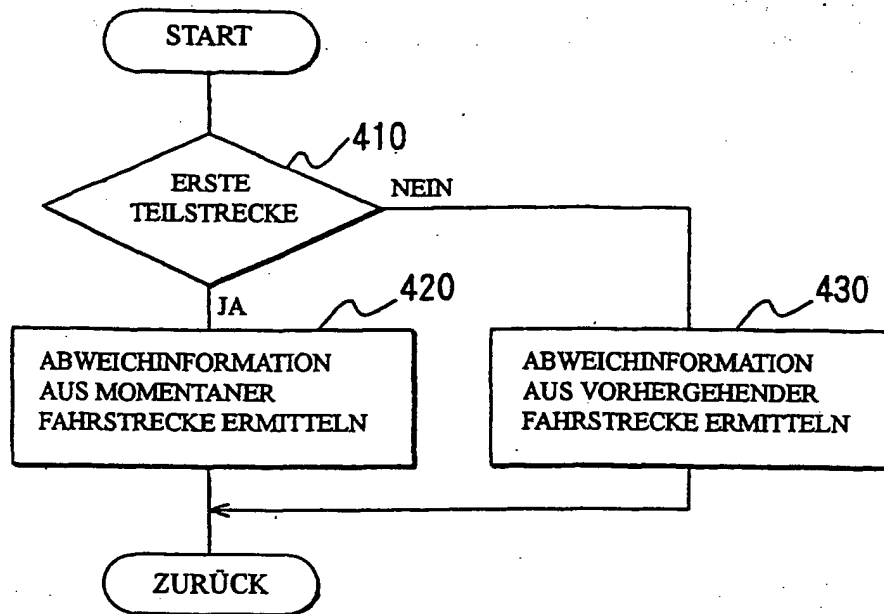 START
410
ERSTE
TEILSTRECKE
NEIN
JA
420
ABWEICHINFORMATION
AUS MOMENTANER
FAHRSTRECKE ERMITTELN
430
ABWEICHINFORMATION
AUS VORHERGEHENDER
FAHRSTRECKE ERMITTELN
ZURÜCK